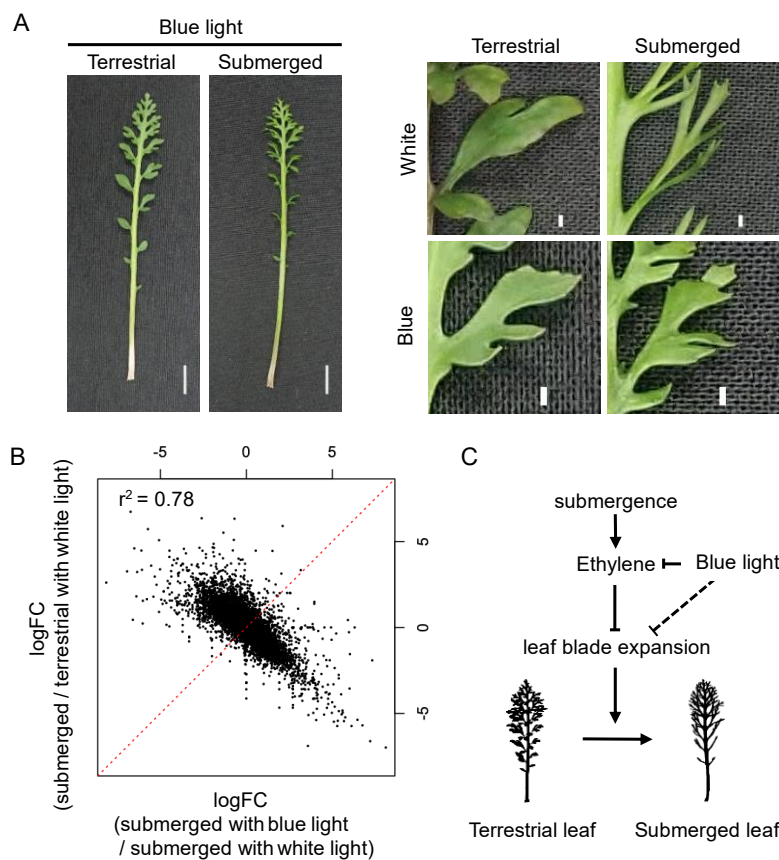 A
Blue light
Terrestrial
Submerged
Terrestrial
Submerged
White
Blue
B
-5 0 5
r² = 0.78
5
0
-5
logFC
(submerged / terrestrial with white light)
logFC
(submerged with blue light
/ submerged with white light)
C
submergence
Ethylene
Blue light
leaf blade expansion
Terrestrial leaf
Submerged leaf